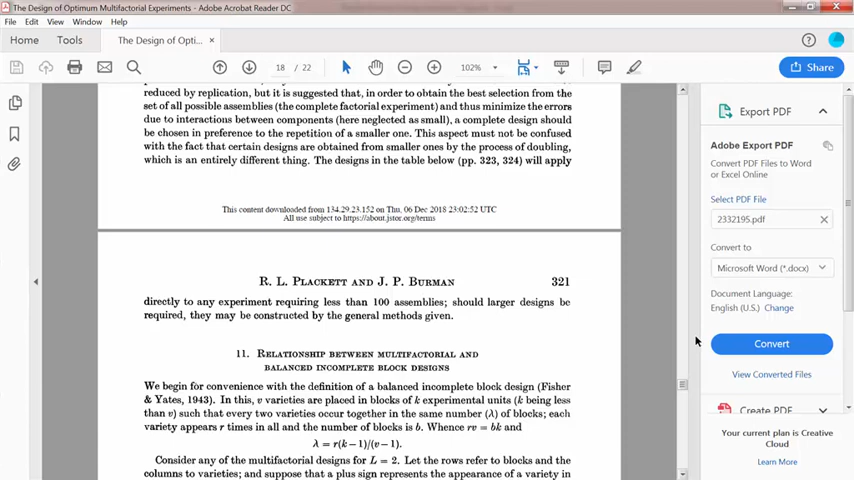 The Design of Optimum Multifactorial Experiments.pdf - Adobe Acrobat Reader DC
File Edit View Window Help
Home Tools The Design of Opti... ×
18 / 22 102% Share
reduced by replication, but it is suggested that, in order to obtain the best selection from the
set of all possible assemblies (the complete factorial experiment) and thus minimize the errors
due to interactions between components (here neglected as small), a complete design should
be chosen in preference to the repetition of a smaller one. This aspect must not be confused
with the fact that certain designs are obtained from smaller ones by the process of doubling,
which is an entirely different thing. The designs in the table below (pp. 323, 324) will apply
This content downloaded from 134.29.23.152 on Thu, 06 Dec 2018 23:02:52 UTC
All use subject to https://about.jstor.org/terms
R. L. PLACKETT AND J. P. BURMAN 321
directly to any experiment requiring less than 100 assemblies; should larger designs be
required, they may be constructed by the general methods given.
11. RELATIONSHIP BETWEEN MULTIFACTORIAL AND
BALANCED INCOMPLETE BLOCK DESIGNS
We begin for convenience with the definition of a balanced incomplete block design (Fisher
& Yates, 1943). In this, v varieties are placed in blocks of k experimental units (k being less
than v) such that every two varieties occur together in the same number (λ) of blocks; each
variety appears r times in all and the number of blocks is b. Whence rv = bk and
λ = r(k−1)/(v−1).
Consider any of the multifactorial designs for L = 2. Let the rows refer to blocks and the
columns to varieties; and suppose that a plus sign represents the appearance of a variety in
Export PDF
Adobe Export PDF
Convert PDF Files to Word
or Excel Online
Select PDF File
2332195.pdf
Convert to
Microsoft Word (*.docx)
Document Language:
English (U.S.) Change
Convert
View Converted Files
Create PDF
Your current plan is Creative
Cloud
Learn More